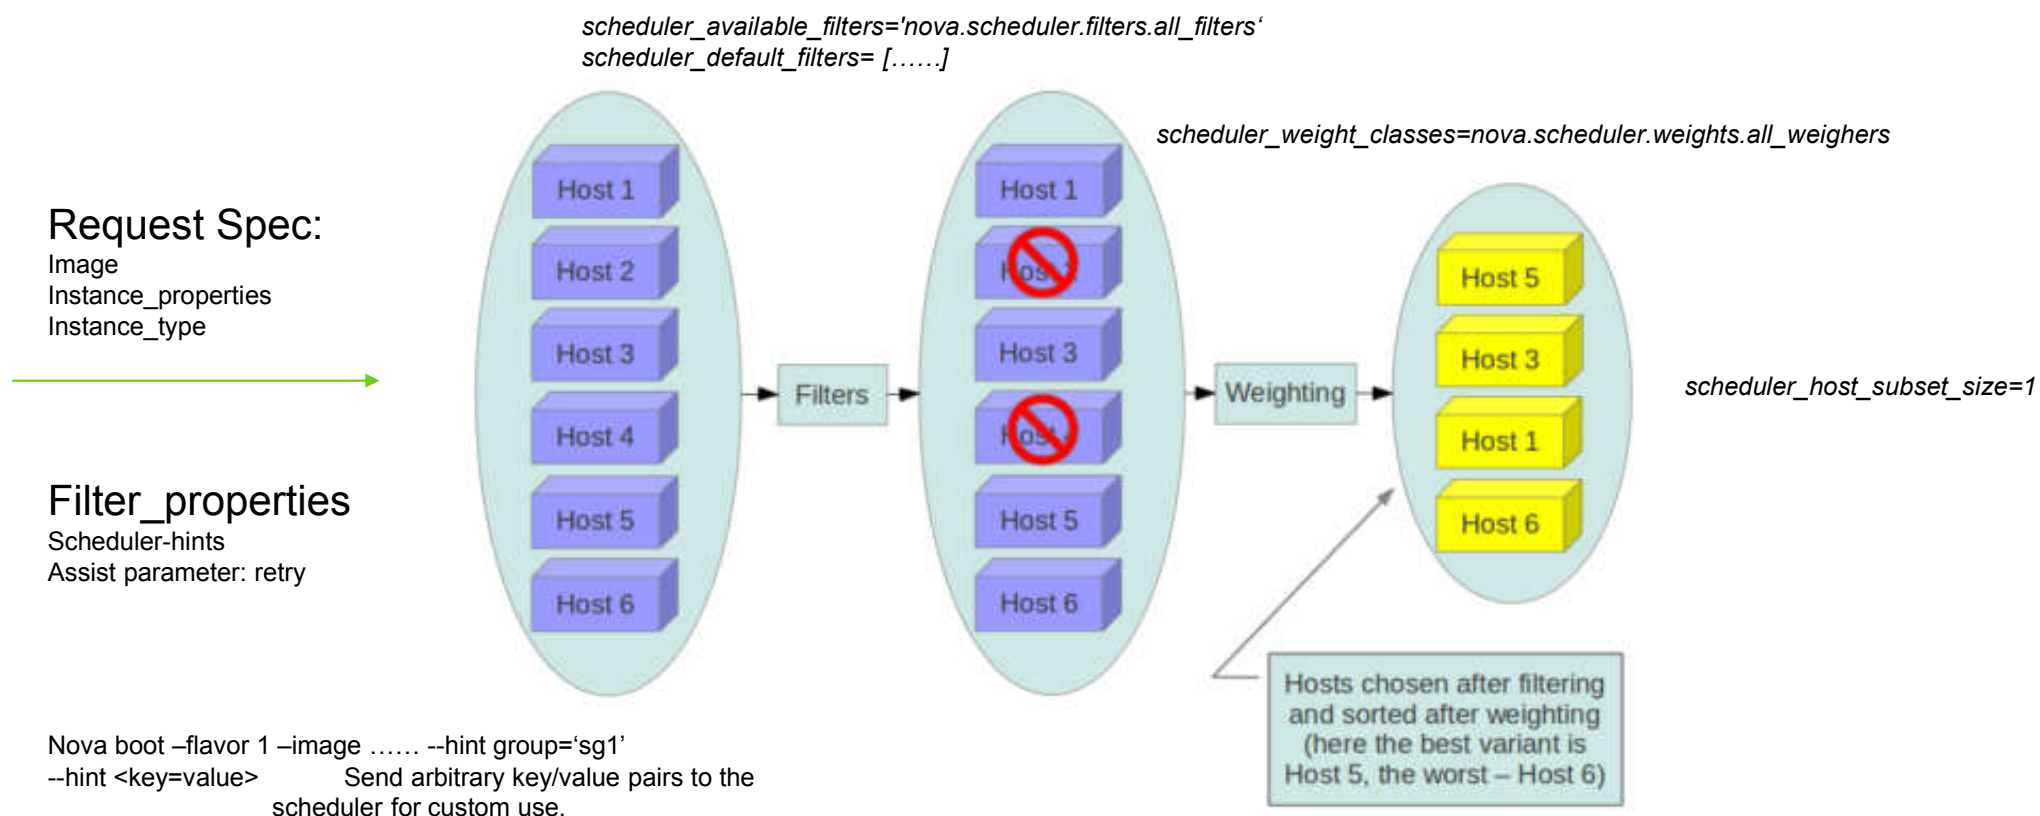 scheduler_available_filters='nova.scheduler.filters.all_filters‘
scheduler_default_filters= [……]
scheduler_weight_classes=nova.scheduler.weights.all_weighers
Request Spec:
Image
Instance_properties
Instance_type
Filter_properties
Scheduler-hints
Assist parameter: retry
Host 1
Host 2
Host 3
Host 4
Host 5
Host 6
Filters
Host 1
Host 3
Host 5
Host 6
Weighting
Host 5
Host 3
Host 1
Host 6
scheduler_host_subset_size=1
Hosts chosen after filtering
and sorted after weighting
(here the best variant is
Host 5, the worst – Host 6)
Nova boot –flavor 1 –image …… --hint group=‘sg1’
--hint <key=value> Send arbitrary key/value pairs to the
scheduler for custom use.